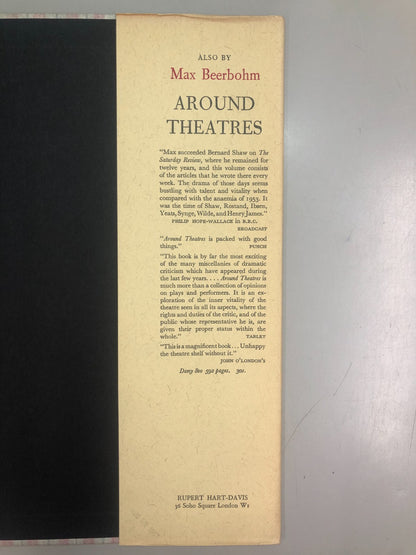 ALSO BY
Max Beerbohm
AROUND
THEATRES
"Max succeeded Bernard Shaw on The
Saturday Review, where he remained for
twelve years, and this volume consists
of the articles that he wrote there every
week. The drama of those days seems
bustling with talent and vitality when
compared with the anaemia of 1953. It
was the time of Shaw, Rostand, Ibsen,
Yeats, Synge, Wilde, and Henry James."
PHILIP HOPE-WALLACE in B.B.C.
BROADCAST
"Around Theatres is packed with good
things." PUNCH
"This book is by far the most exciting
of the many miscellanies of dramatic
criticism which have appeared during
the last few years. . . . Around Theatres is
much more than a collection of opinions
on plays and performers. It is an ex-
ploration of the inner vitality of the
theatre seen in all its aspects, where the
rights and duties of the critic, and of the
public whose representative he is, are
given their proper status within the
whole." TABLET
"This is a magnificent book . . . Unhappy
the theatre shelf without it."
JOHN O'LONDON'S
Demy 8vo 592 pages. 30s.
RUPERT HART-DAVIS
36 Soho Square London W1